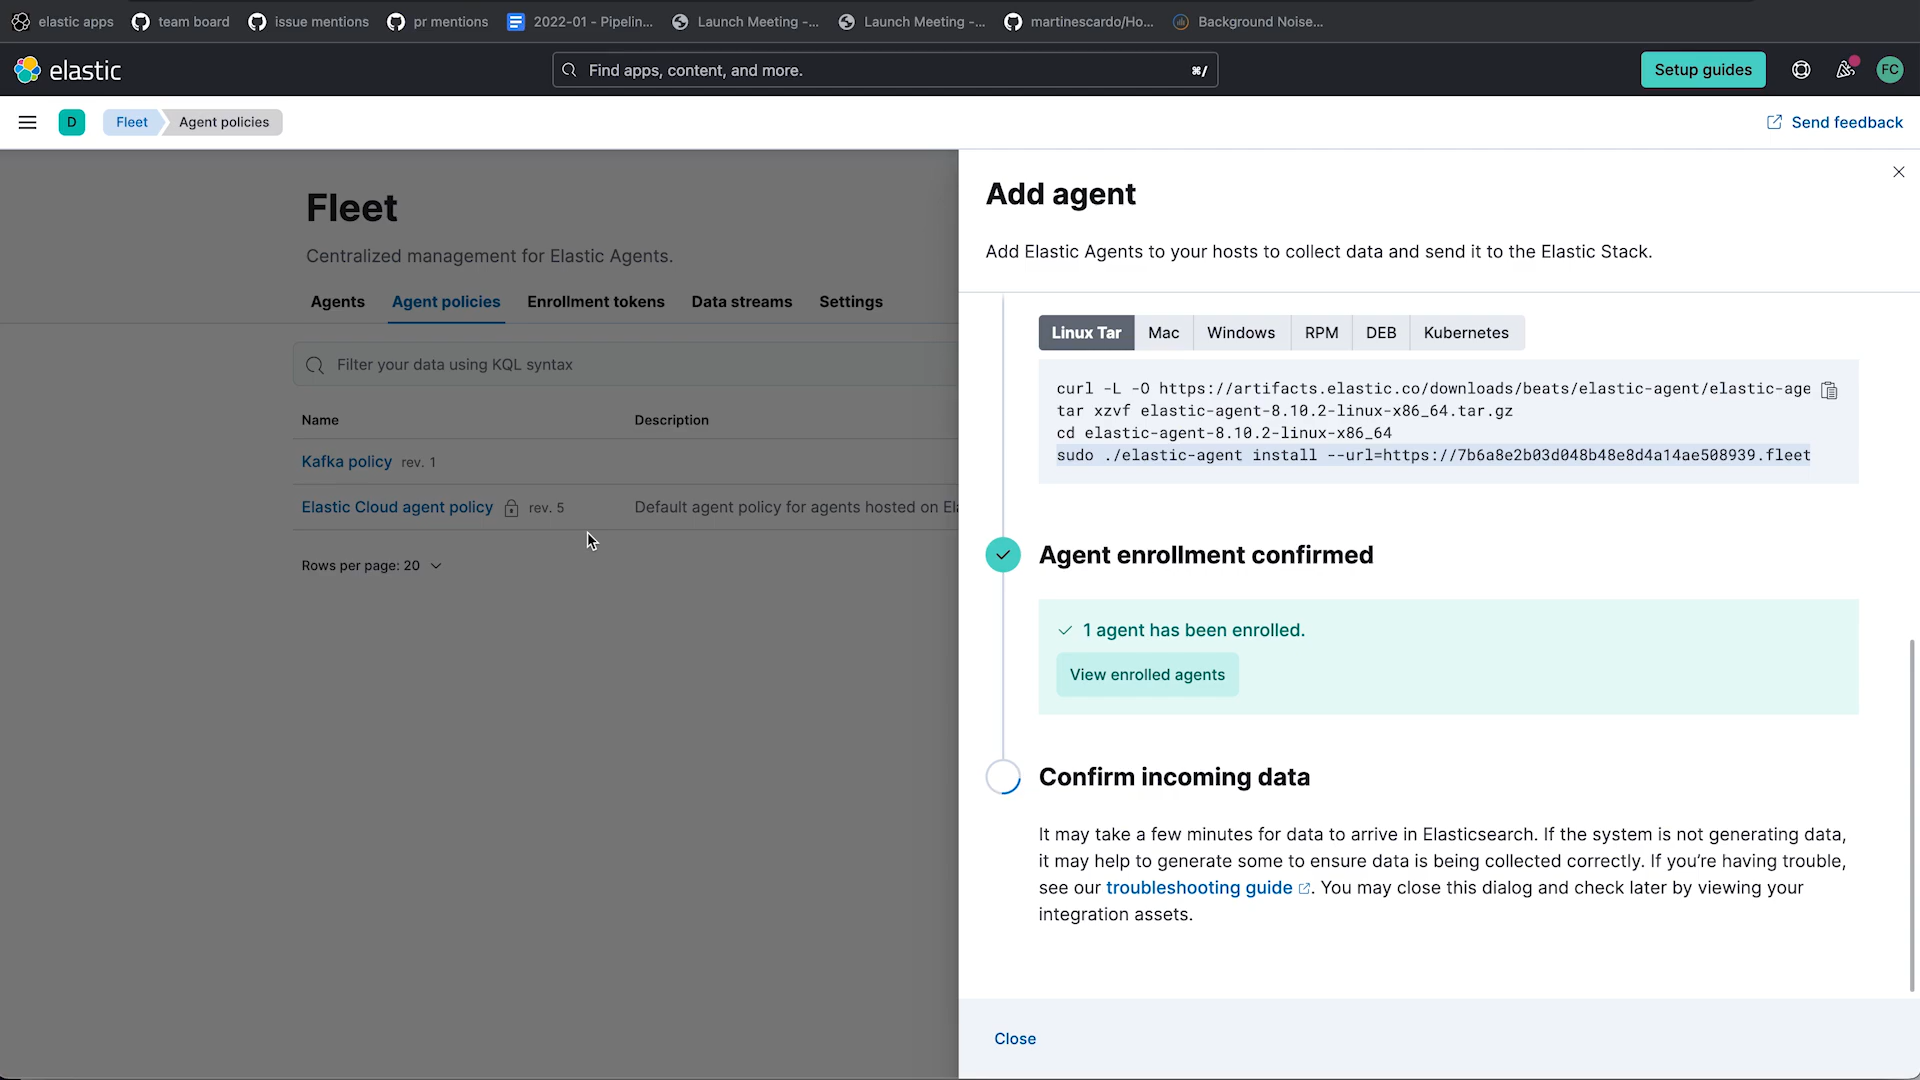 elastic apps
team board
issue mentions
pr mentions
2022-01 - Pipelin...
Launch Meeting -...
Launch Meeting -...
martinescardo/Ho...
Background Noise...
elastic
Find apps, content, and more.
⌘/
Setup guides
FC
D
Fleet
Agent policies
Send feedback
Fleet
Centralized management for Elastic Agents.
Agents
Agent policies
Enrollment tokens
Data streams
Settings
Filter your data using KQL syntax
Name
Description
Kafka policy rev. 1
Elastic Cloud agent policy rev. 5
Default agent policy for agents hosted on El
Rows per page: 20
Add agent
Add Elastic Agents to your hosts to collect data and send it to the Elastic Stack.
Linux Tar
Mac
Windows
RPM
DEB
Kubernetes
curl -L -O https://artifacts.elastic.co/downloads/beats/elastic-agent/elastic-age
tar xzvf elastic-agent-8.10.2-linux-x86_64.tar.gz
cd elastic-agent-8.10.2-linux-x86_64
sudo ./elastic-agent install --url=https://7b6a8e2b03d048b48e8d4a14ae508939.fleet
Agent enrollment confirmed
1 agent has been enrolled.
View enrolled agents
Confirm incoming data
It may take a few minutes for data to arrive in Elasticsearch. If the system is not generating data,
it may help to generate some to ensure data is being collected correctly. If you're having trouble,
see our troubleshooting guide. You may close this dialog and check later by viewing your
integration assets.
Close